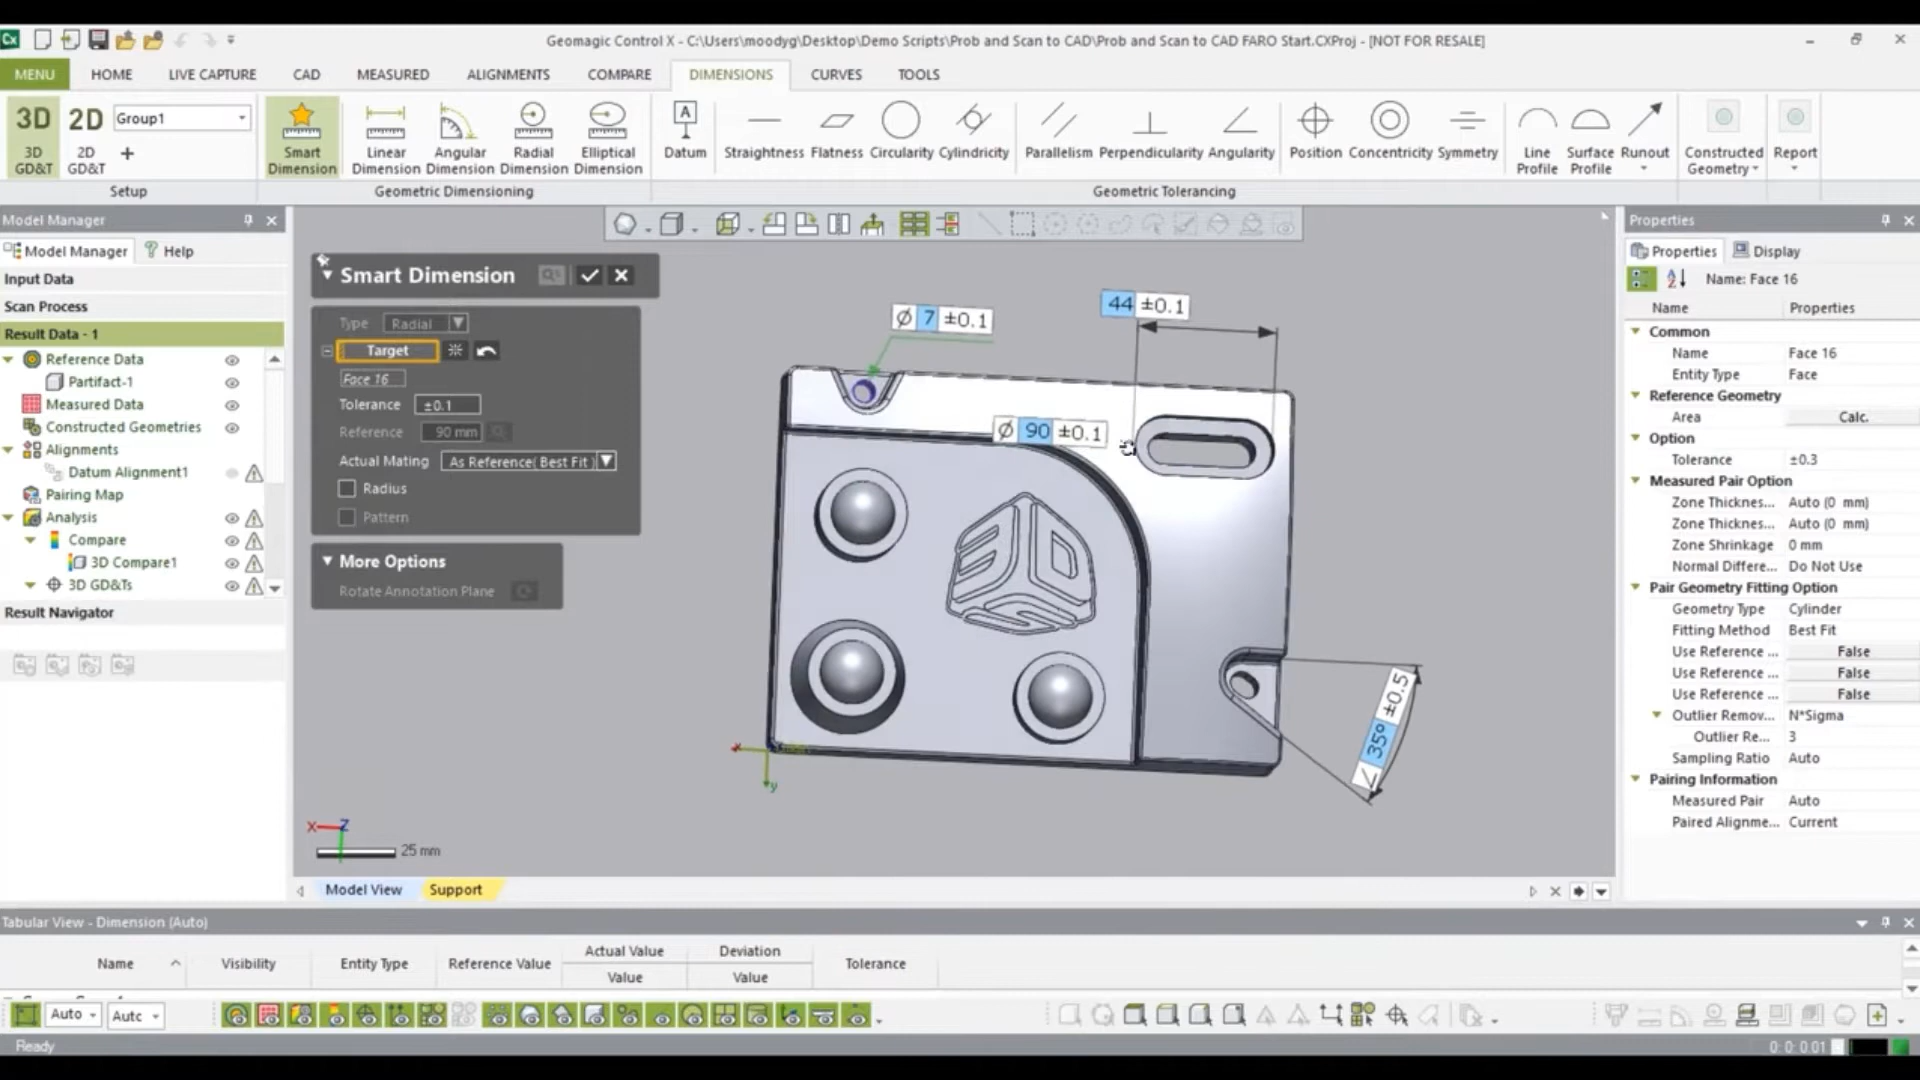 Cx
Geomagic Control X - C:\Users\moodyg\Desktop\Demo Scripts\Prob and Scan to CAD\Prob and Scan to CAD FARO Start.CXProj - [NOT FOR RESALE]
MENU HOME LIVE CAPTURE CAD MEASURED ALIGNMENTS COMPARE DIMENSIONS CURVES TOOLS
3D 2D Group1
3D GD&T 2D GD&T +
Smart Dimension Linear Dimension Angular Dimension Radial Dimension Elliptical Dimension Datum Straightness Flatness Circularity Cylindricity Parallelism Perpendicularity Angularity Position Concentricity Symmetry Line Profile Surface Profile Runout Constructed Geometry Report
Setup Geometric Dimensioning Geometric Tolerancing
Model Manager
Model Manager Help
Input Data
Scan Process
Result Data - 1
Reference Data
Partifact-1
Measured Data
Constructed Geometries
Alignments
Datum Alignment1
Pairing Map
Analysis
Compare
3D Compare1
3D GD&Ts
Result Navigator
Smart Dimension
Type Radial
Target
Face 16
Tolerance ±0.1
Reference 90 mm
Actual Mating As Reference( Best Fit )
Radius
Pattern
More Options
Rotate Annotation Plane
Ø 7 ±0.1
44 ±0.1
Ø 90 ±0.1
3 D S
∠ 35° ±0.5
x
y
X Z
25 mm
Model View Support
Properties
Properties Display
Name: Face 16
Name Properties
Common
Name Face 16
Entity Type Face
Reference Geometry
Area Calc.
Option
Tolerance ±0.3
Measured Pair Option
Zone Thicknes... Auto (0 mm)
Zone Thicknes... Auto (0 mm)
Zone Shrinkage 0 mm
Normal Differe... Do Not Use
Pair Geometry Fitting Option
Geometry Type Cylinder
Fitting Method Best Fit
Use Reference ... False
Use Reference ... False
Use Reference ... False
Outlier Remov... N*Sigma
Outlier Re... 3
Sampling Ratio Auto
Pairing Information
Measured Pair Auto
Paired Alignme... Current
Tabular View - Dimension (Auto)
Name Visibility Entity Type Reference Value Actual Value Deviation Tolerance
Value Value
Auto Autc
Ready
0: 0: 0.01